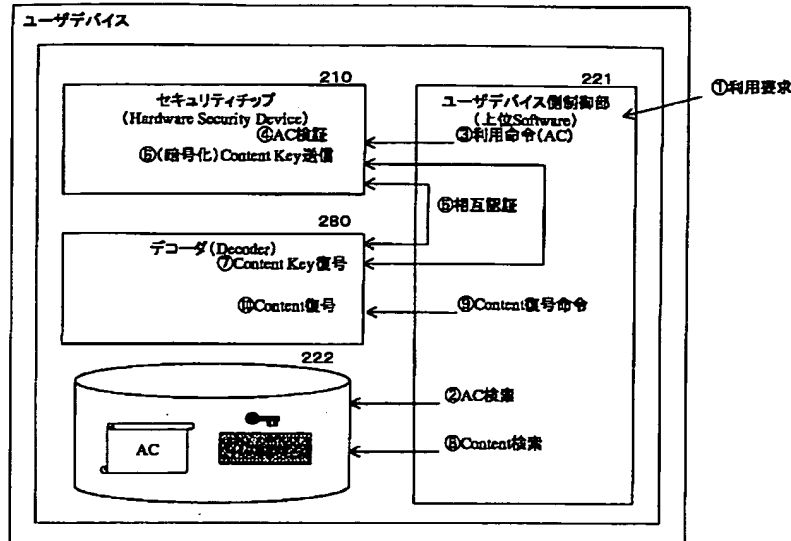 ユーザデバイス
210
セキュリティチップ
(Hardware Security Device)
④AC検証
⑥(暗号化)Content Key送信
221
ユーザデバイス側制御部
(上位Software)
③利用命令(AC)
①利用要求
⑤相互認証
280
デコーダ(Decoder)
⑦Content Key復号
⑩Content復号
⑨Content復号命令
222
②AC検索
AC
⑧Content検索